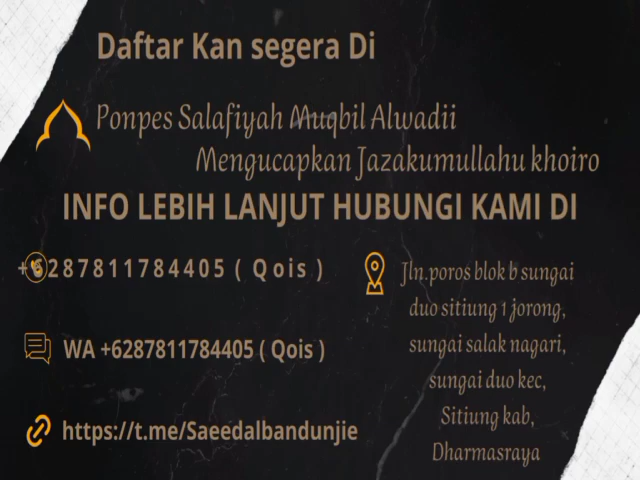 Daftar Kan segera Di
Ponpes Salafiyah Muqbil Alwadii
Mengucapkan Jazakumullahu khoiro
INFO LEBIH LANJUT HUBUNGI KAMI DI
+6287811784405 ( Qois )
WA +6287811784405 ( Qois )
https://t.me/Saeedalbandunjie
Jln.poros blok b sungai
duo sitiung 1 jorong,
sungai salak nagari,
sungai duo kec,
Sitiung kab,
Dharmasraya